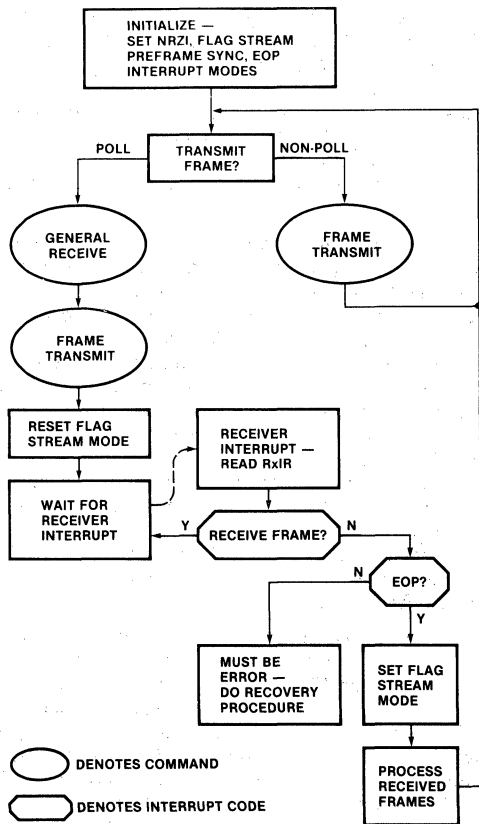 INITIALIZE —
SET NRZI, FLAG STREAM
PREFRAME SYNC, EOP
INTERRUPT MODES
POLL
TRANSMIT
FRAME?
NON-POLL
GENERAL
RECEIVE
FRAME
TRANSMIT
FRAME
TRANSMIT
RESET FLAG
STREAM MODE
RECEIVER
INTERRUPT —
READ RxIR
WAIT FOR
RECEIVER
INTERRUPT
Y
RECEIVE FRAME?
N
N
EOP?
Y
MUST BE
ERROR —
DO RECOVERY
PROCEDURE
SET FLAG
STREAM
MODE
DENOTES COMMAND
PROCESS
RECEIVED
FRAMES
DENOTES INTERRUPT CODE